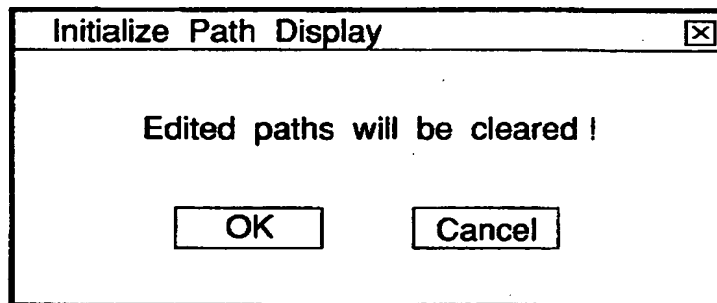 Initialize Path Display
Edited paths will be cleared !
OK
Cancel